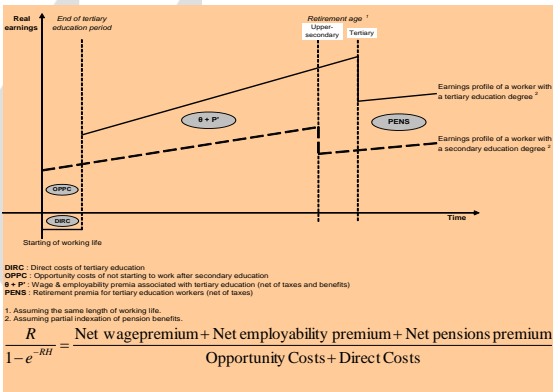 Real earnings
End of tertiary education period
Retirement age 1
Upper-secondary
Tertiary
Earnings profile of a worker with a tertiary education degree 2
θ + P'
PENS
Earnings profile of a worker with a secondary education degree 2
OPPC
DIRC
Time
Starting of working life
DIRC : Direct costs of tertiary education
OPPC : Opportunity costs of not starting to work after secondary education
θ + P' : Wage & employability premia associated with tertiary education (net of taxes and benefits)
PENS : Retirement premia for tertiary education workers (net of taxes)
1. Assuming the same length of working life.
2. Assuming partial indexation of pension benefits.
R / (1 − e^{−RH}) = (Net wagepremium + Net employability premium + Net pensions premium) / (Opportunity Costs + Direct Costs)